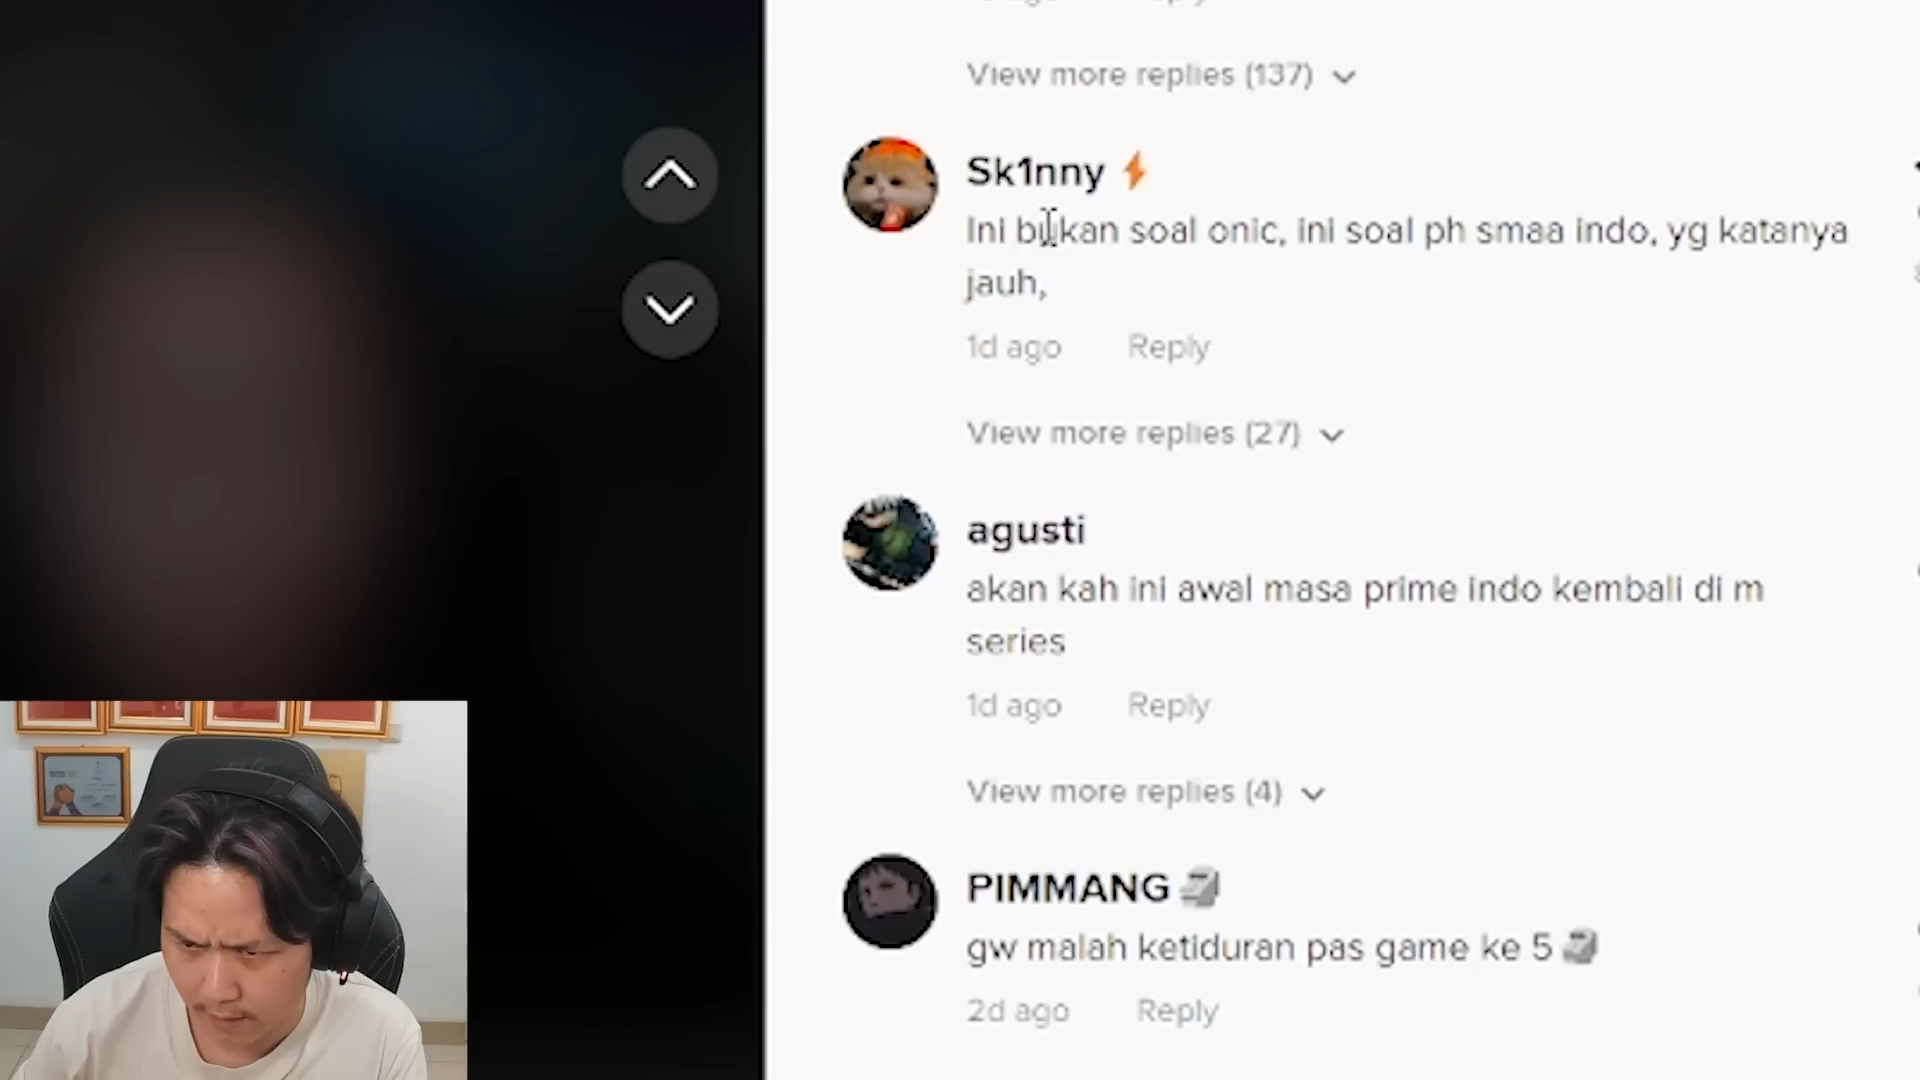 View more replies (137)
Sk1nny
Ini bukan soal onic, ini soal ph smaa indo, yg katanya
jauh,
1d ago Reply
View more replies (27)
agusti
akan kah ini awal masa prime indo kembali di m
series
1d ago Reply
View more replies (4)
PIMMANG 🗿
gw malah ketiduran pas game ke 5 🗿
2d ago Reply